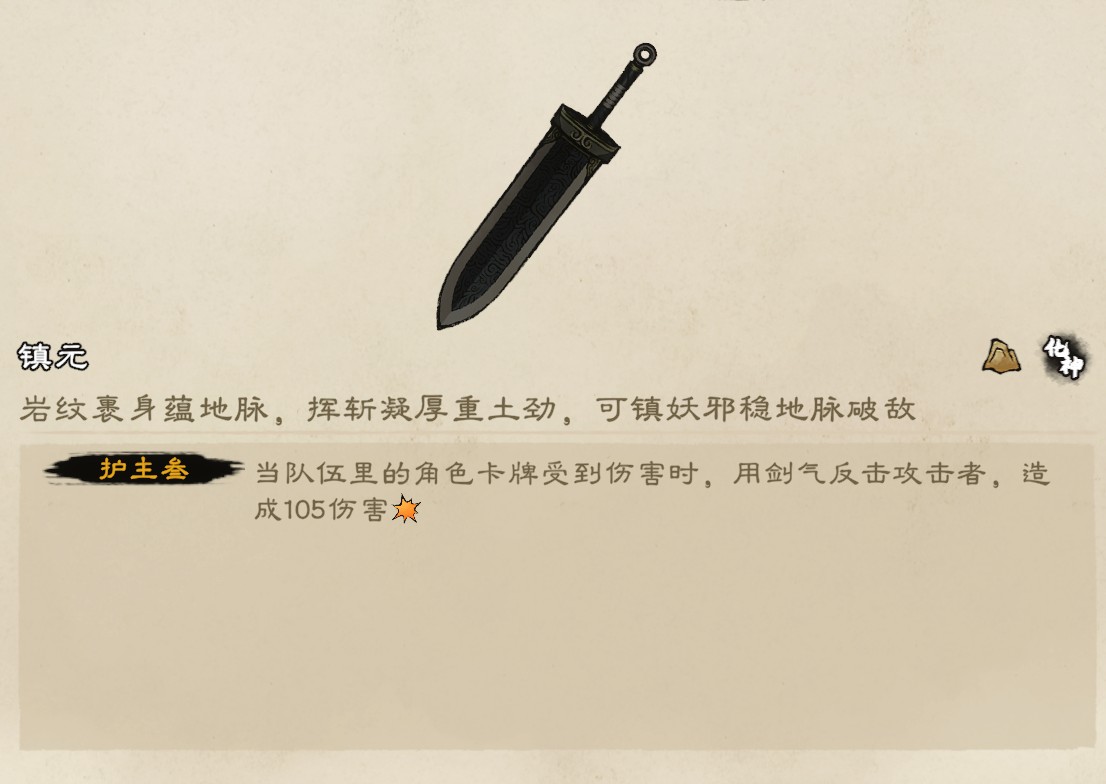 镇元
化神
岩纹裹身蕴地脉，挥斩凝厚重土劲，可镇妖邪稳地脉破敌
护主叁
当队伍里的角色卡牌受到伤害时，用剑气反击攻击者，造
成105伤害